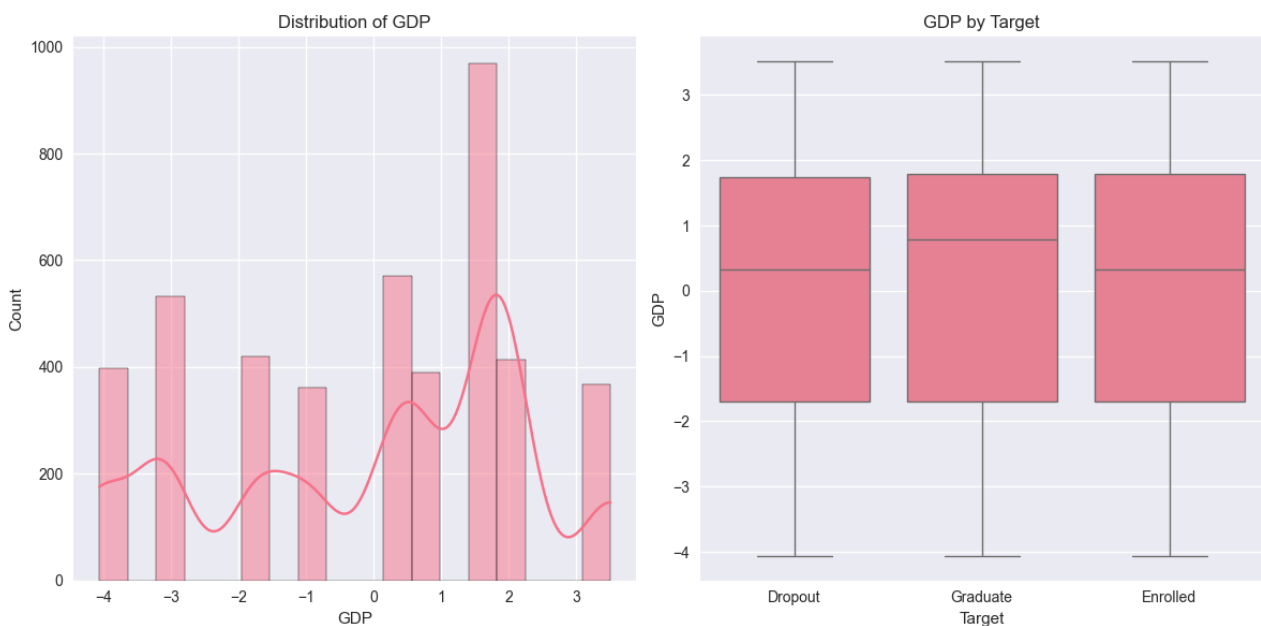 Distribution of GDP
1000
800
600
400
200
0
Count
−4 −3 −2 −1 0 1 2 3
GDP
GDP by Target
3
2
1
0
−1
−2
−3
−4
GDP
Dropout Graduate Enrolled
Target